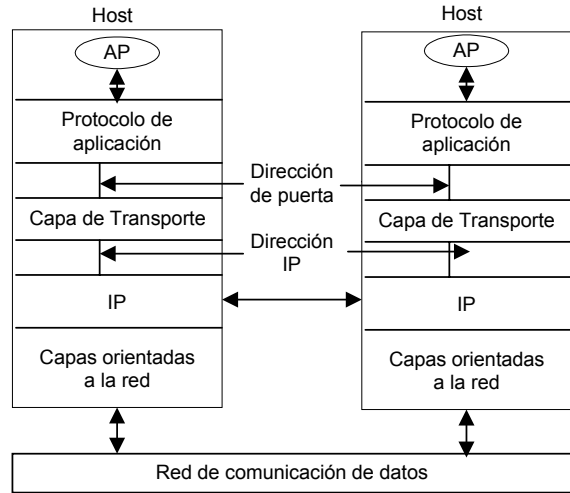 Host
AP
Protocolo de
aplicación
Capa de Transporte
IP
Capas orientadas
a la red
Dirección
de puerta
Dirección
IP
Host
AP
Protocolo de
aplicación
Capa de Transporte
IP
Capas orientadas
a la red
Red de comunicación de datos